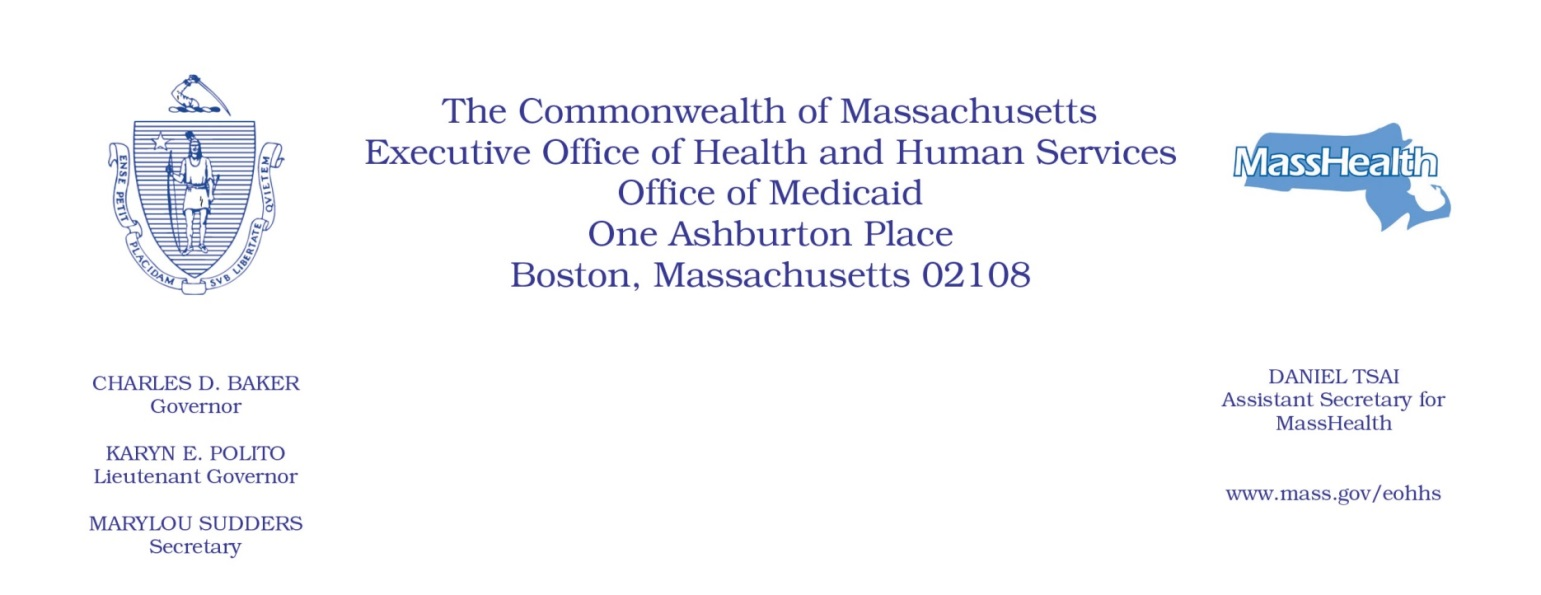 ENSE PETIT PLACIDAM SVB LIBERTATE QVIETEM
The Commonwealth of Massachusetts
Executive Office of Health and Human Services
Office of Medicaid
One Ashburton Place
Boston, Massachusetts 02108
MassHealth
CHARLES D. BAKER
Governor
KARYN E. POLITO
Lieutenant Governor
MARYLOU SUDDERS
Secretary
DANIEL TSAI
Assistant Secretary for
MassHealth
www.mass.gov/eohhs